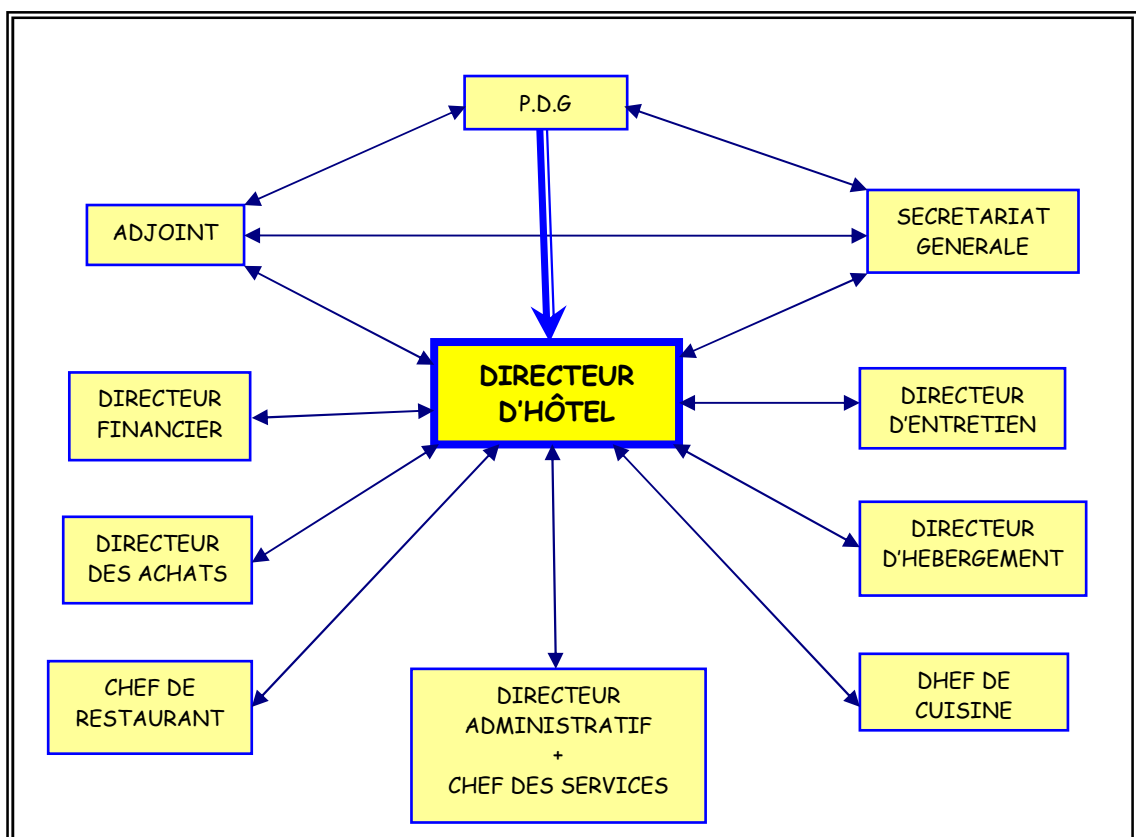 P.D.G
ADJOINT
SECRETARIAT
GENERALE
DIRECTEUR
D'HÔTEL
DIRECTEUR
FINANCIER
DIRECTEUR
D'ENTRETIEN
DIRECTEUR
DES ACHATS
DIRECTEUR
D'HEBERGEMENT
CHEF DE
RESTAURANT
DIRECTEUR
ADMINISTRATIF
+
CHEF DES SERVICES
DHEF DE
CUISINE